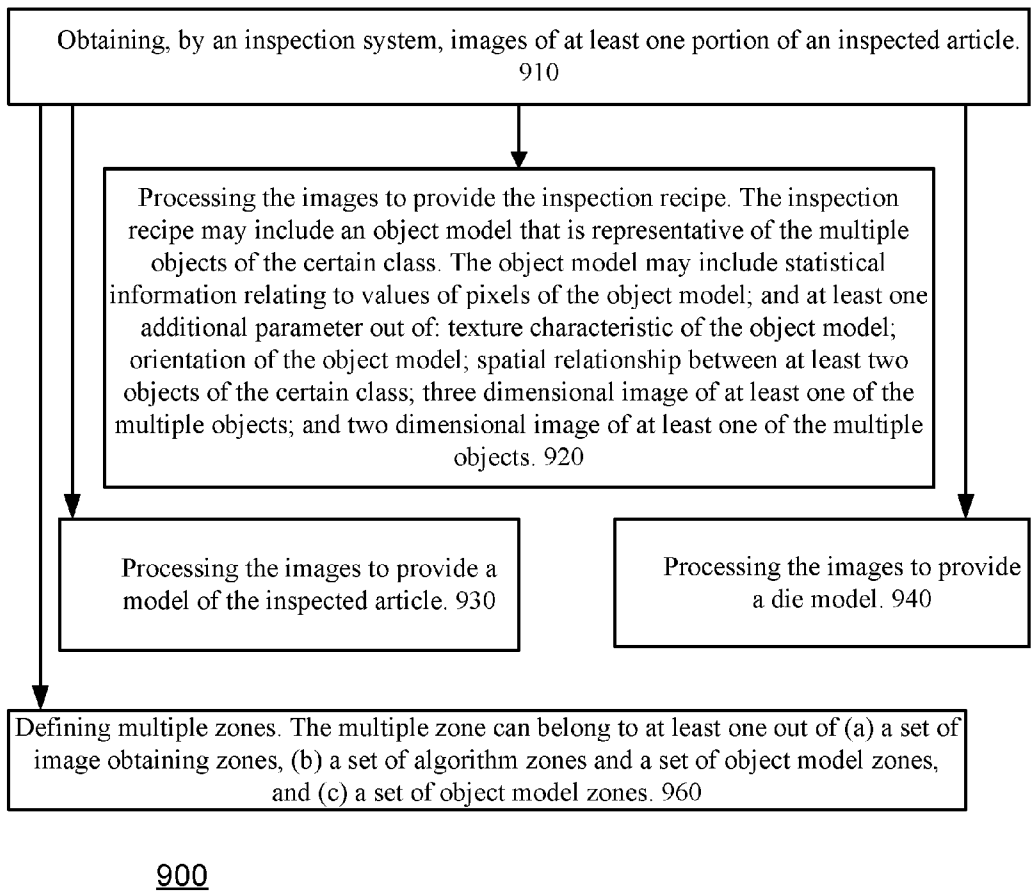 Obtaining, by an inspection system, images of at least one portion of an inspected article.
910
Processing the images to provide the inspection recipe. The inspection
recipe may include an object model that is representative of the multiple
objects of the certain class. The object model may include statistical
information relating to values of pixels of the object model; and at least one
additional parameter out of: texture characteristic of the object model;
orientation of the object model; spatial relationship between at least two
objects of the certain class; three dimensional image of at least one of the
multiple objects; and two dimensional image of at least one of the multiple
objects. 920
Processing the images to provide a
model of the inspected article. 930
Processing the images to provide
a die model. 940
Defining multiple zones. The multiple zone can belong to at least one out of (a) a set of
image obtaining zones, (b) a set of algorithm zones and a set of object model zones,
and (c) a set of object model zones. 960
900